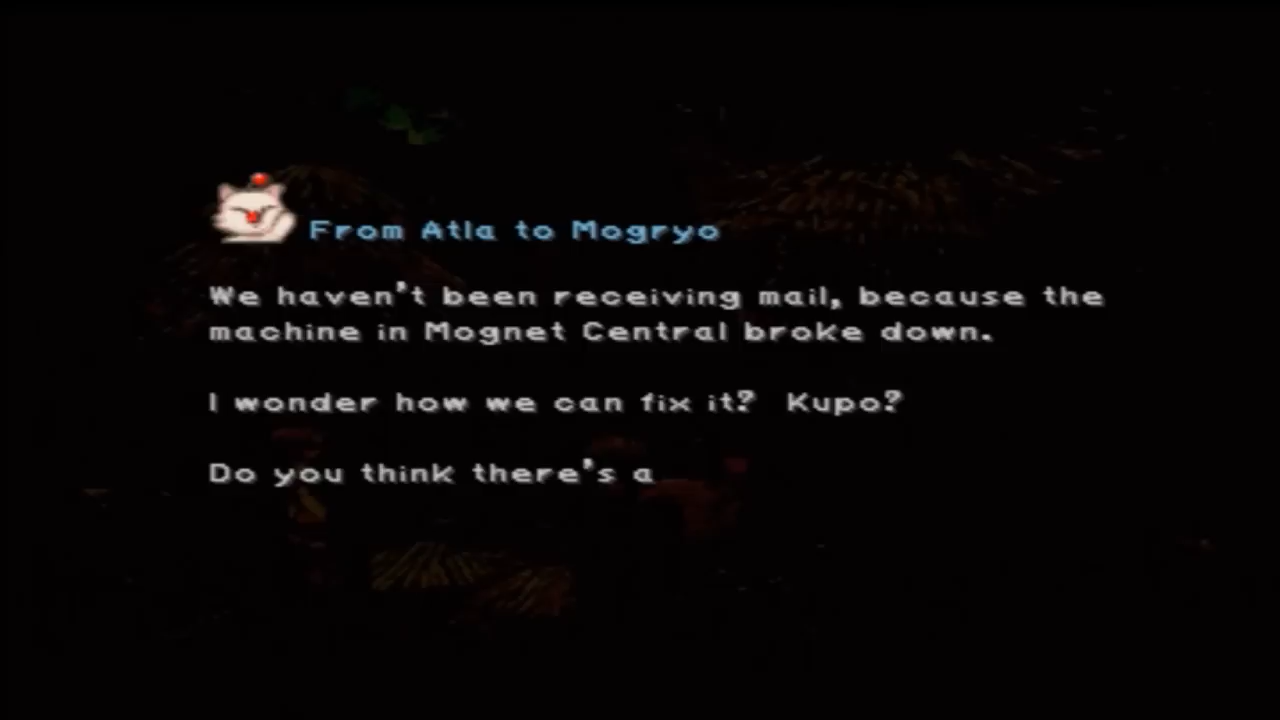 From Atla to Mogryo
We haven't been receiving mail, because the
machine in Mognet Central broke down.
I wonder how we can fix it?  Kupo?
Do you think there's a